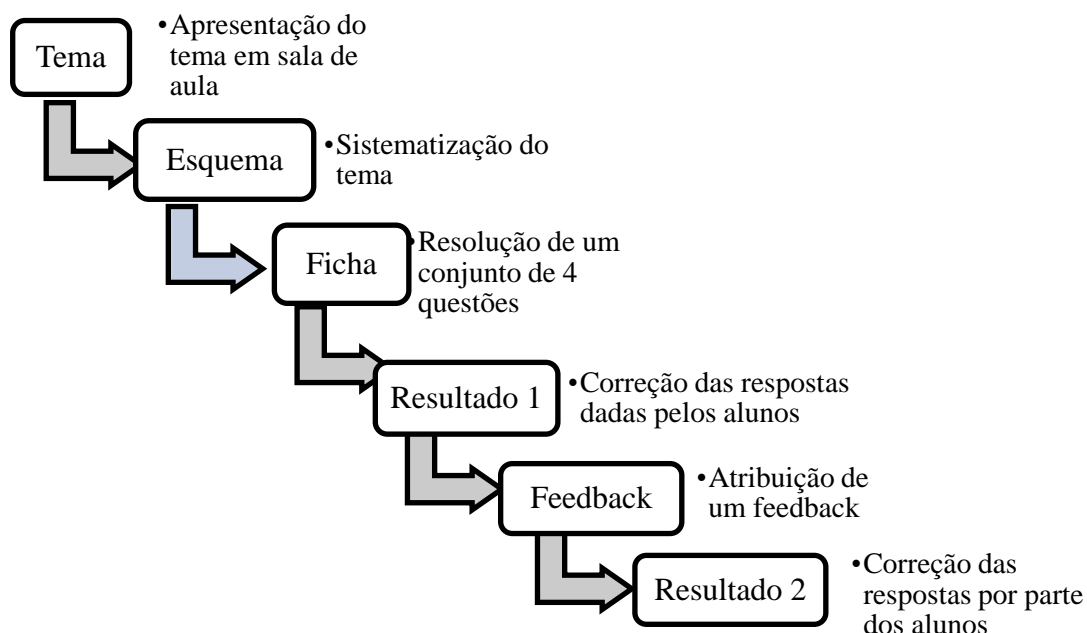 Tema
•Apresentação do
tema em sala de
aula
Esquema
•Sistematização do
tema
Ficha
•Resolução de um
conjunto de 4
questões
Resultado 1
•Correção das respostas
dadas pelos alunos
Feedback
•Atribuição de
um feedback
Resultado 2
•Correção das
respostas por parte
dos alunos